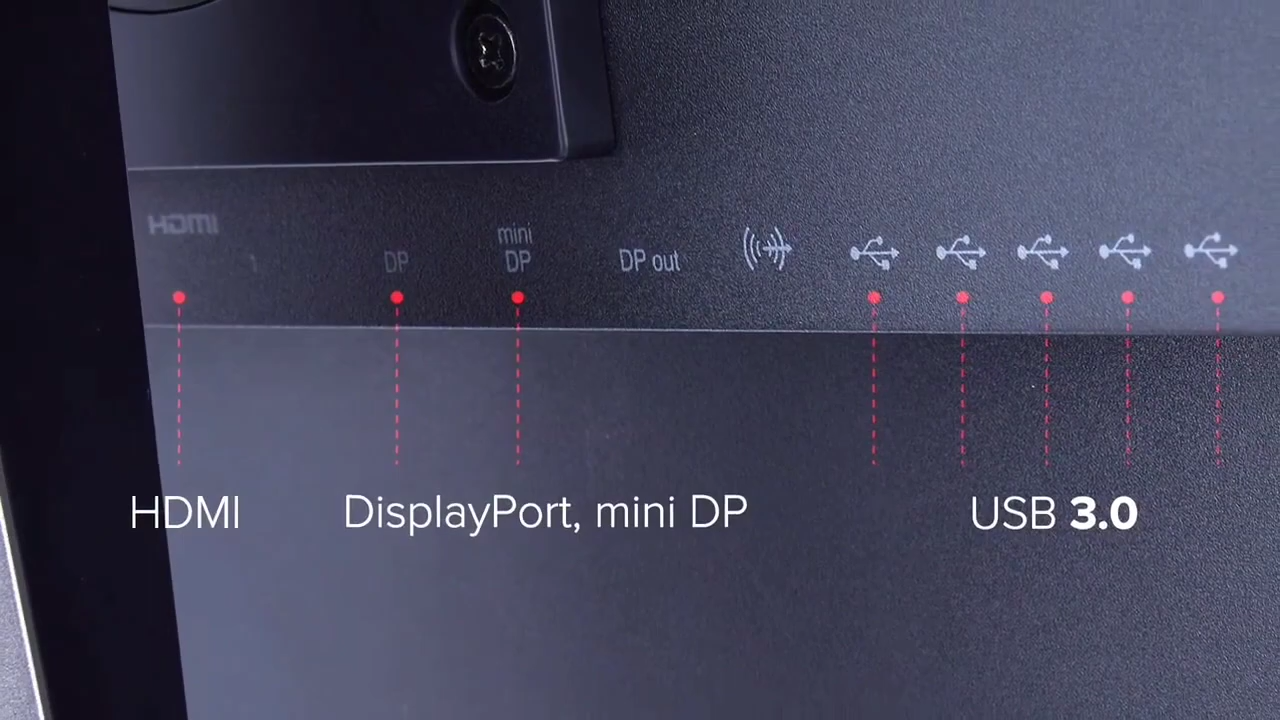 HDMI
1
DP
mini
DP
DP out
HDMI
DisplayPort, mini DP
USB 3.0